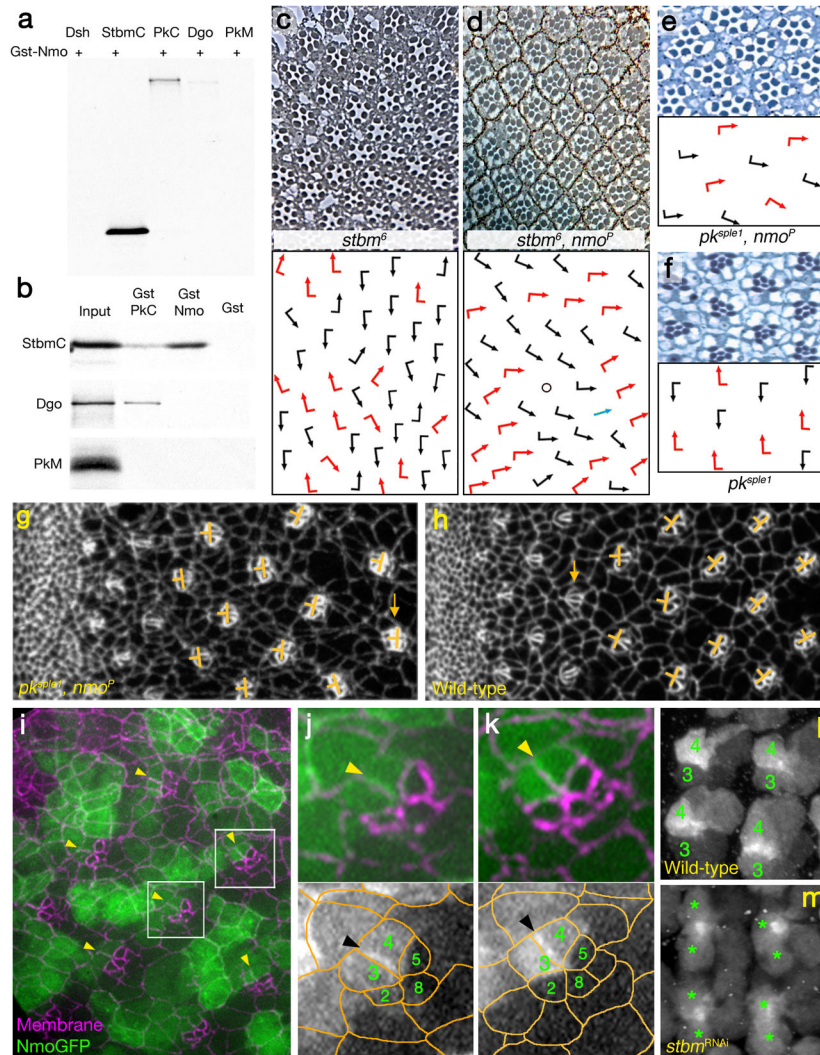 a
Dsh StbmC PkC Dgo PkM
Gst-Nmo + + + + +
b
Input Gst PkC Gst Nmo Gst
StbmC
Dgo
PkM
c
stbm6
d
stbm6, nmoP
e
pksple1, nmoP
f
pksple1
g
pksple1, nmoP
h
Wild-type
i
Membrane
NmoGFP
j
4
3
5
2
8
k
4
3
5
2
8
l
4 4
3 3
4 4
3 3
Wild-type
m
* *
* *
* *
* *
stbmRNAi